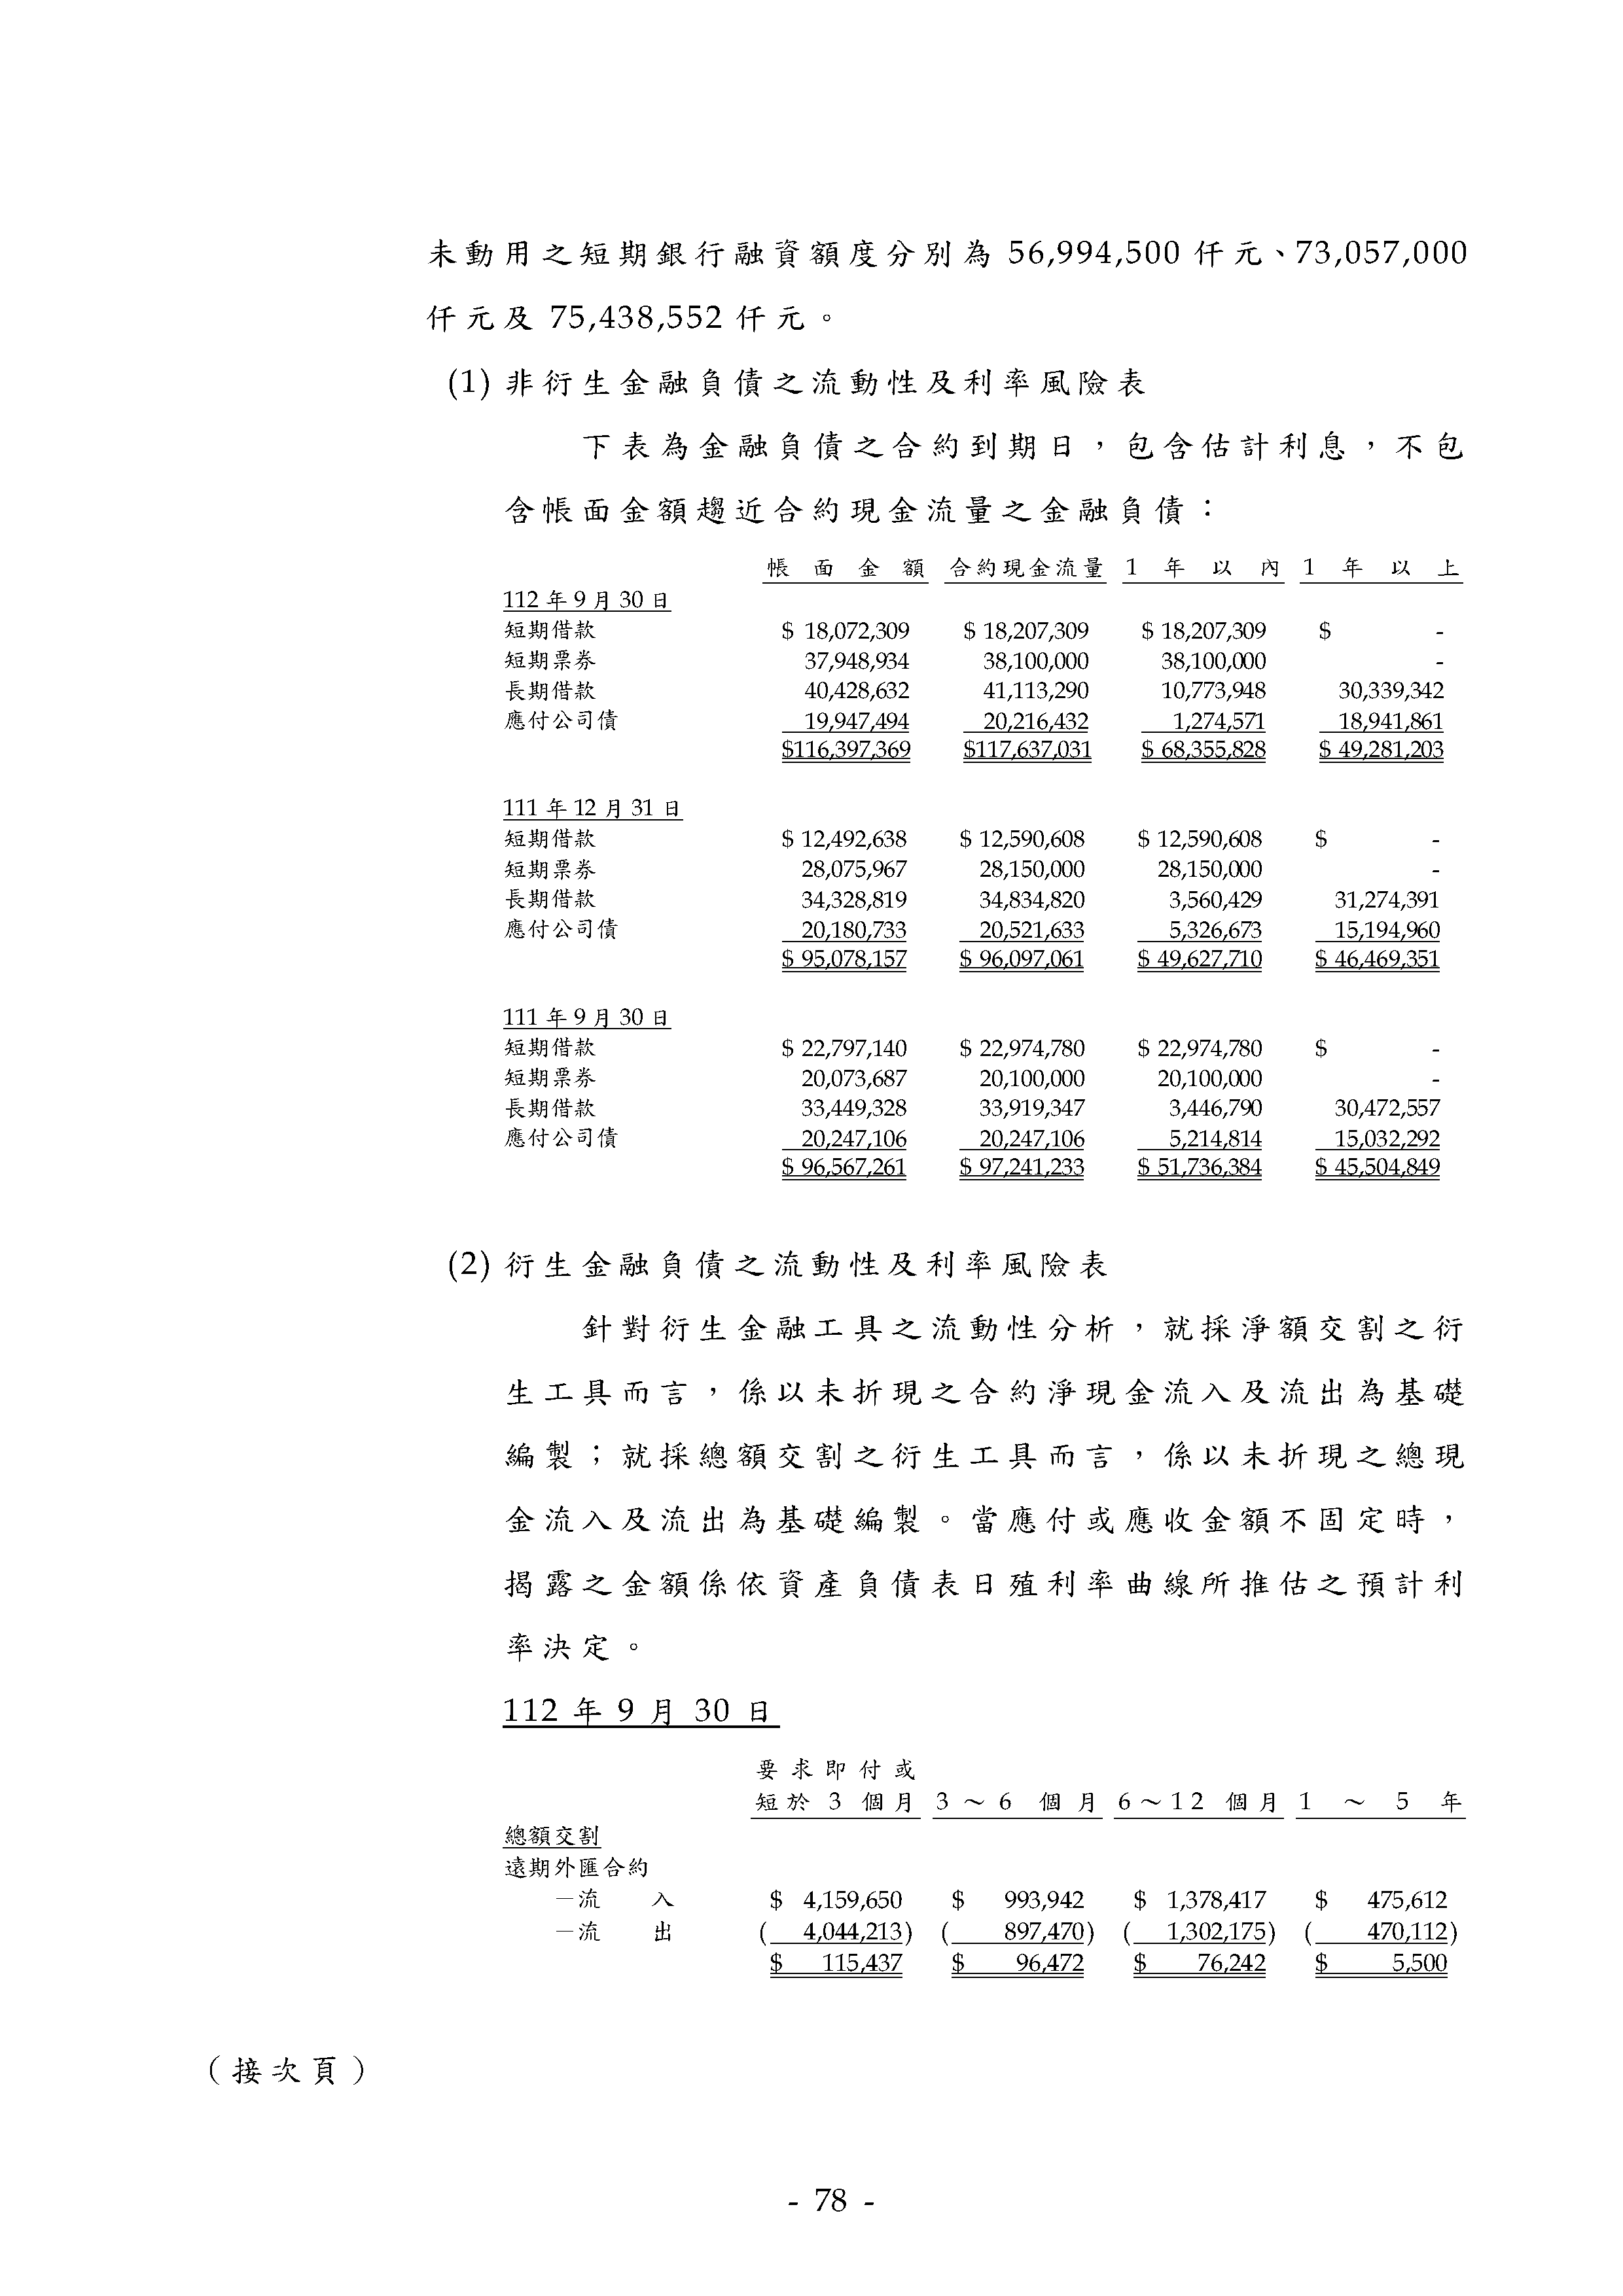 未動用之短期銀行融資額度分別為 56,994,500 仟元、73,057,000
仟元及 75,438,552 仟元。
(1) 非衍生金融負債之流動性及利率風險表
下表為金融負債之合約到期日，包含估計利息，不包
含帳面金額趨近合約現金流量之金融負債：
帳面金額 合約現金流量 1年以內 1年以上
112年9月30日
短期借款 $ 18,072,309 $ 18,207,309 $ 18,207,309 $ -
短期票券 37,948,934 38,100,000 38,100,000 -
長期借款 40,428,632 41,113,290 10,773,948 30,339,342
應付公司債 19,947,494 20,216,432 1,274,571 18,941,861
$116,397,369 $117,637,031 $ 68,355,828 $ 49,281,203
111年12月31日
短期借款 $ 12,492,638 $ 12,590,608 $ 12,590,608 $ -
短期票券 28,075,967 28,150,000 28,150,000 -
長期借款 34,328,819 34,834,820 3,560,429 31,274,391
應付公司債 20,180,733 20,521,633 5,326,673 15,194,960
$ 95,078,157 $ 96,097,061 $ 49,627,710 $ 46,469,351
111年9月30日
短期借款 $ 22,797,140 $ 22,974,780 $ 22,974,780 $ -
短期票券 20,073,687 20,100,000 20,100,000 -
長期借款 33,449,328 33,919,347 3,446,790 30,472,557
應付公司債 20,247,106 20,247,106 5,214,814 15,032,292
$ 96,567,261 $ 97,241,233 $ 51,736,384 $ 45,504,849
(2) 衍生金融負債之流動性及利率風險表
針對衍生金融工具之流動性分析，就採淨額交割之衍
生工具而言，係以未折現之合約淨現金流入及流出為基礎
編製；就採總額交割之衍生工具而言，係以未折現之總現
金流入及流出為基礎編製。當應付或應收金額不固定時，
揭露之金額係依資產負債表日殖利率曲線所推估之預計利
率決定。
112 年 9 月 30 日
要求即付或
短於 3 個月 3～6 個月 6～12 個月 1 ～ 5 年
總額交割
遠期外匯合約
－流 入 $ 4,159,650 $ 993,942 $ 1,378,417 $ 475,612
－流 出 ( 4,044,213) ( 897,470) ( 1,302,175) ( 470,112)
$ 115,437 $ 96,472 $ 76,242 $ 5,500
（接次頁）
- 78 -